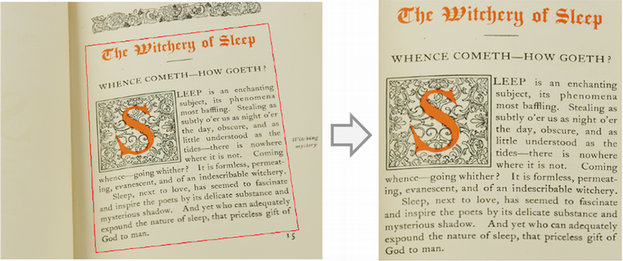 The Witchery of Sleep
WHENCE COMETH—HOW GOETH?
SLEEP is an enchanting
subject, its phenomena
most baffling. Stealing as
subtly o'er us as night o'er
the day, obscure, and as
little understood as the
tides—there is nowhere
where it is not. Coming
whence—going whither? It is formless, permeat-
ing, evanescent, and of an indescribable witchery.
Sleep, next to love, has seemed to fascinate
and inspire the poets by its delicate substance and
mysterious shadow. And yet who can adequately
expound the nature of sleep, that priceless gift of
God to man.
Witching
mystery
15
The Witchery of Sleep
WHENCE COMETH—HOW GOETH?
SLEEP is an enchanting
subject, its phenomena
most baffling. Stealing as
subtly o'er us as night o'er
the day, obscure, and as
little understood as the
tides—there is nowhere
where it is not. Coming
whence—going whither? It is formless, permeat-
ing, evanescent, and of an indescribable witchery.
Sleep, next to love, has seemed to fascinate
and inspire the poets by its delicate substance and
mysterious shadow. And yet who can adequately
expound the nature of sleep, that priceless gift of
God to man.